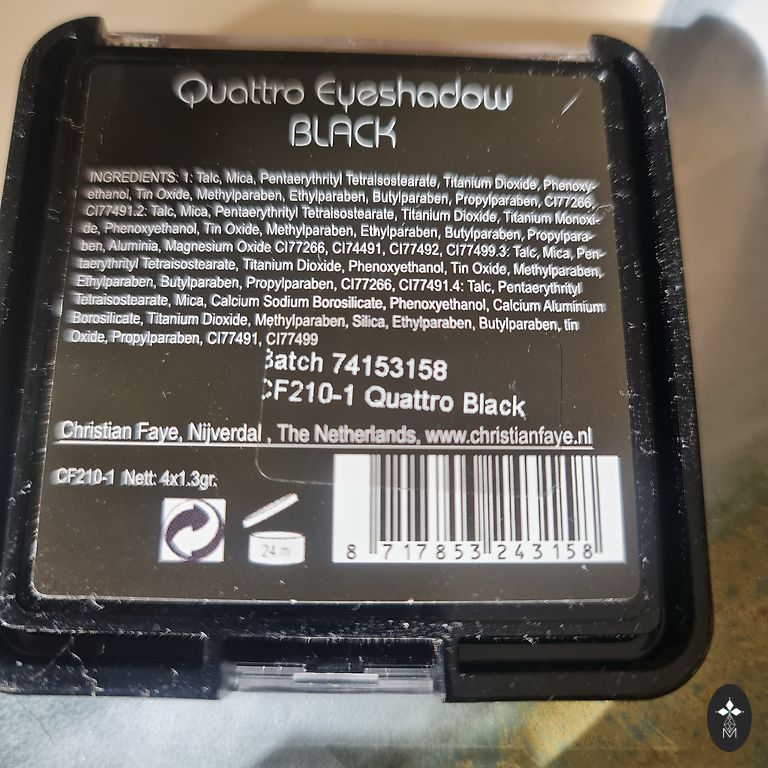 Quattro Eyeshadow
BLACK
INGREDIENTS: 1: Talc, Mica, Pentaerythrityl Tetraisostearate, Titanium Dioxide, Phenoxy-
ethanol, Tin Oxide, Methylparaben, Ethylparaben, Butylparaben, Propylparaben, CI77266,
CI77491.2: Talc, Mica, Pentaerythrityl Tetraisostearate, Titanium Dioxide, Titanium Monoxi-
de, Phenoxyethanol, Tin Oxide, Methylparaben, Ethylparaben, Butylparaben, Propylpara-
ben, Aluminia, Magnesium Oxide CI77266, CI74491, CI77492, CI77499.3: Talc, Mica, Pen-
taerythrityl Tetraisostearate, Titanium Dioxide, Phenoxyethanol, Tin Oxide, Methylparaben,
Ethylparaben, Butylparaben, Propylparaben, CI77266, CI77491.4: Talc, Pentaerythrityl
Tetraisostearate, Mica, Calcium Sodium Borosilicate, Phenoxyethanol, Calcium Aluminium
Borosilicate, Titanium Dioxide, Methylparaben, Silica, Ethylparaben, Butylparaben, tin
Oxide, Propylparaben, CI77491, CI77499
Batch 74153158
CF210-1 Quattro Black
Christian Faye, Nijverdal , The Netherlands, www.christianfaye.nl
CF210-1 Nett: 4x1.3gr.
24 m
8 717853 243158
M